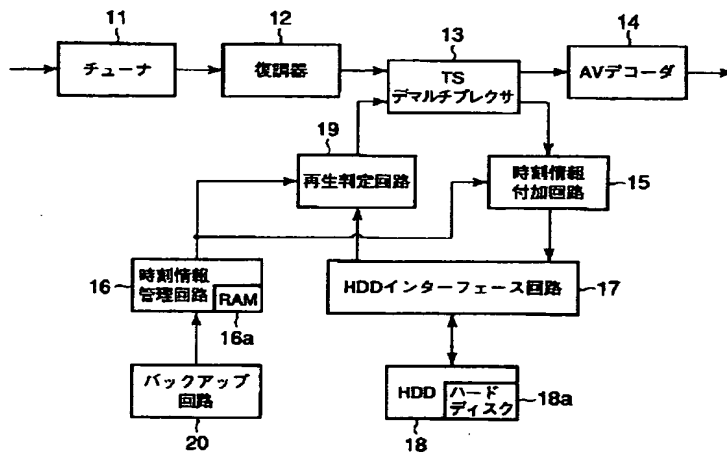 11
チューナ
12
復調器
13
TS
デマルチプレクサ
14
AVデコーダ
19
再生判定回路
時刻情報
付加回路
15
16
時刻情報
管理回路
RAM
16a
HDDインターフェース回路
17
バックアップ
回路
20
HDD
ハード
ディスク
18a
18